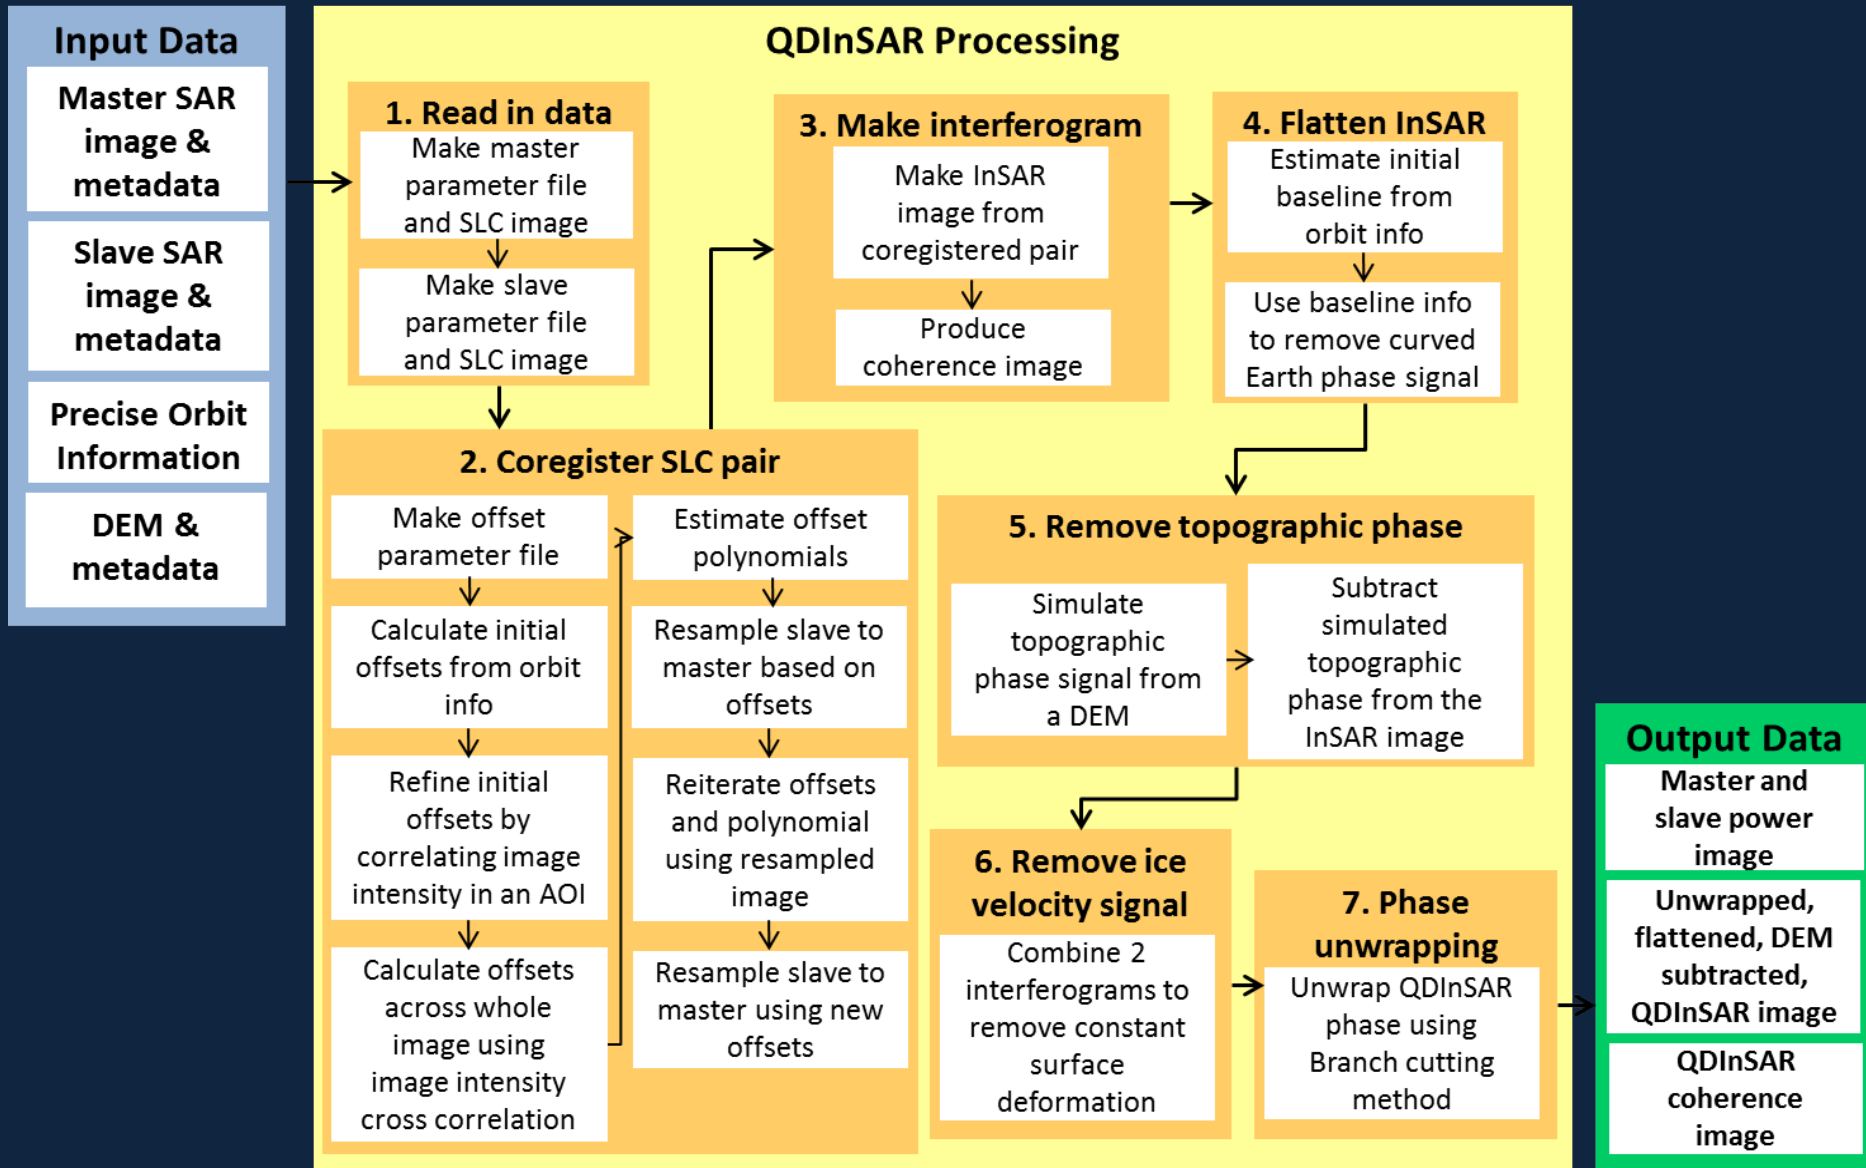 Input Data
Master SAR
image &
metadata
Slave SAR
image &
metadata
Precise Orbit
Information
DEM &
metadata
QDInSAR Processing
1. Read in data
Make master
parameter file
and SLC image
Make slave
parameter file
and SLC image
2. Coregister SLC pair
Make offset
parameter file
Calculate initial
offsets from orbit
info
Refine initial
offsets by
correlating image
intensity in an AOI
Calculate offsets
across whole
image using
image intensity
cross correlation
Estimate offset
polynomials
Resample slave to
master based on
offsets
Reiterate offsets
and polynomial
using resampled
image
Resample slave to
master using new
offsets
3. Make interferogram
Make InSAR
image from
coregistered pair
Produce
coherence image
4. Flatten InSAR
Estimate initial
baseline from
orbit info
Use baseline info
to remove curved
Earth phase signal
5. Remove topographic phase
Simulate
topographic
phase signal from
a DEM
Subtract
simulated
topographic
phase from the
InSAR image
6. Remove ice
velocity signal
Combine 2
interferograms to
remove constant
surface
deformation
7. Phase
unwrapping
Unwrap QDInSAR
phase using
Branch cutting
method
Output Data
Master and
slave power
image
Unwrapped,
flattened, DEM
subtracted,
QDInSAR image
QDInSAR
coherence
image